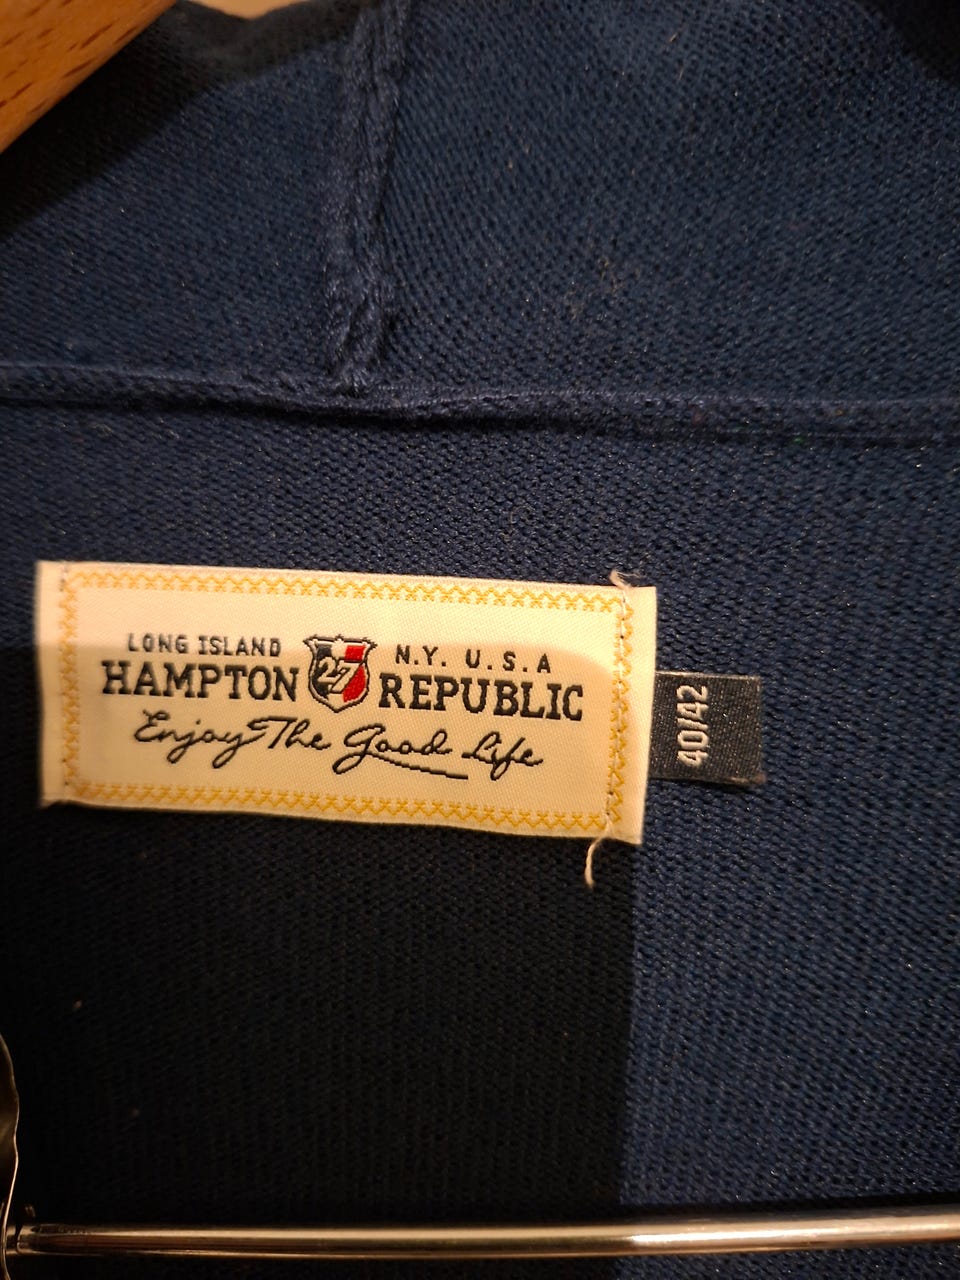 LONG ISLAND N.Y. U.S.A
HAMPTON 27 REPUBLIC
Enjoy The Good Life
40/42